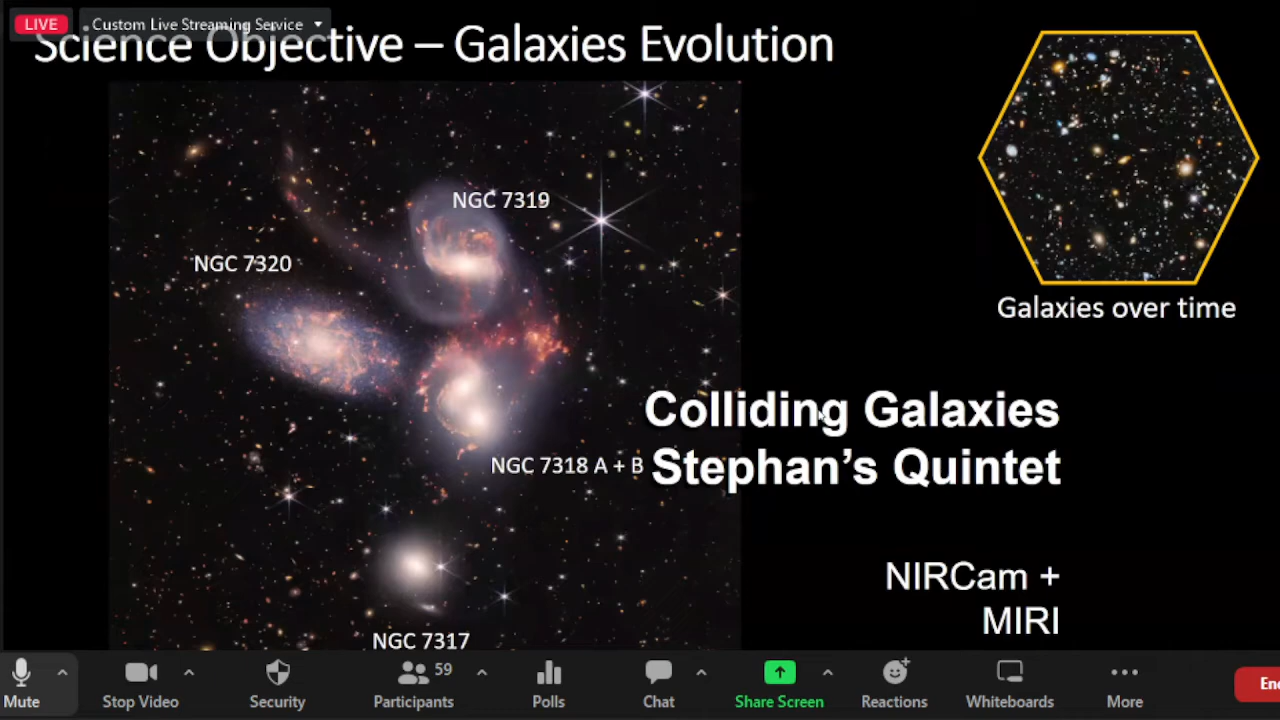 LIVE
Custom Live Streaming Service
Science Objective – Galaxies Evolution
NGC 7319
NGC 7320
Galaxies over time
Colliding Galaxies
NGC 7318 A + B
Stephan's Quintet
NIRCam +
MIRI
NGC 7317
59
Mute
Stop Video
Security
Participants
Polls
Chat
Share Screen
Reactions
Whiteboards
More